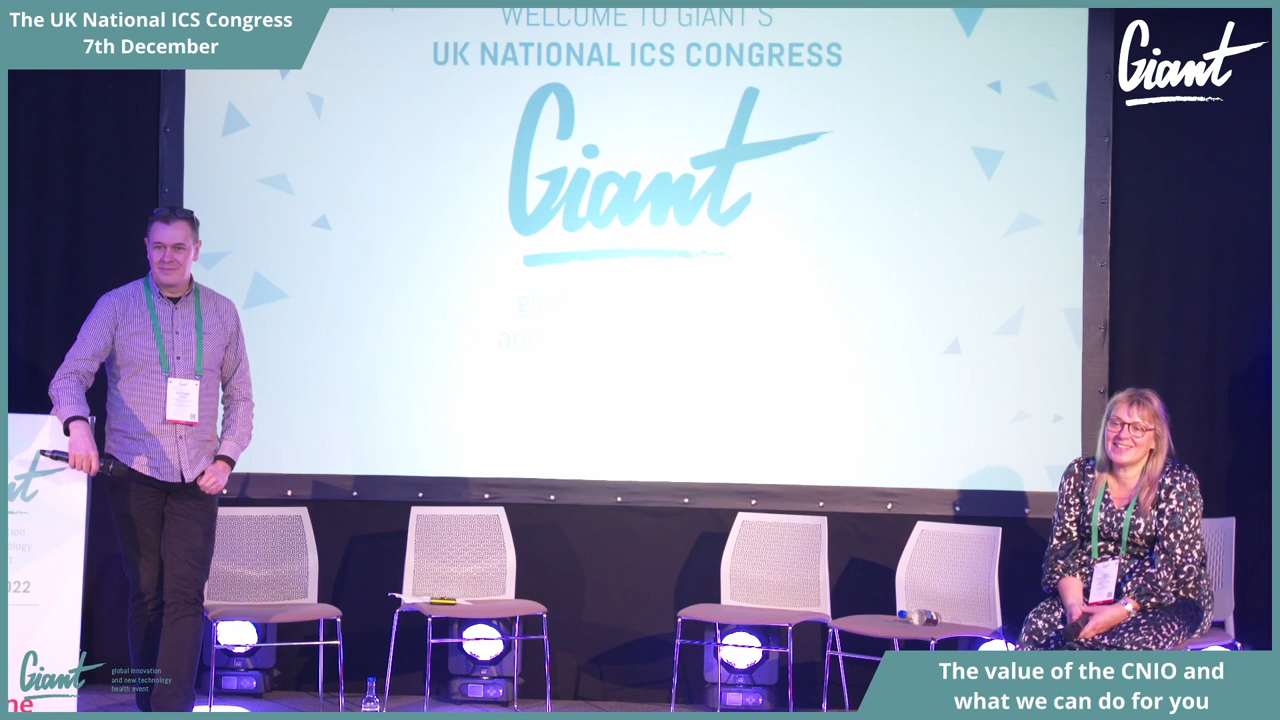 The UK National ICS Congress
7th December
Giant
WELCOME TO GIANT'S
UK NATIONAL ICS CONGRESS
Giant
022
Giant
global innovation
and new technology
health event
The value of the CNIO and
what we can do for you